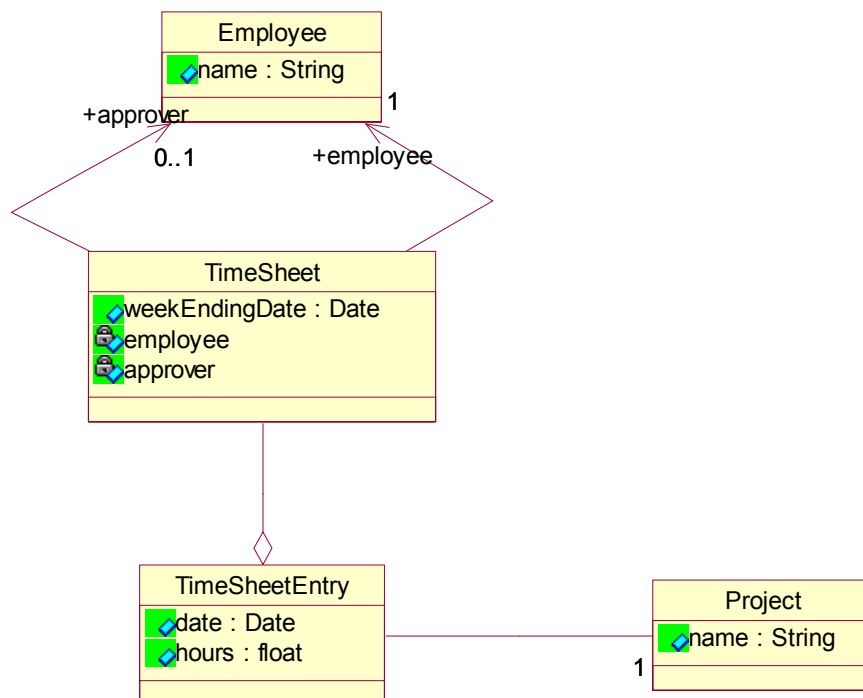 Employee
name : String
1
+approver
0..1
+employee
TimeSheet
weekEndingDate : Date
employee
approver
TimeSheetEntry
date : Date
hours : float
Project
name : String
1